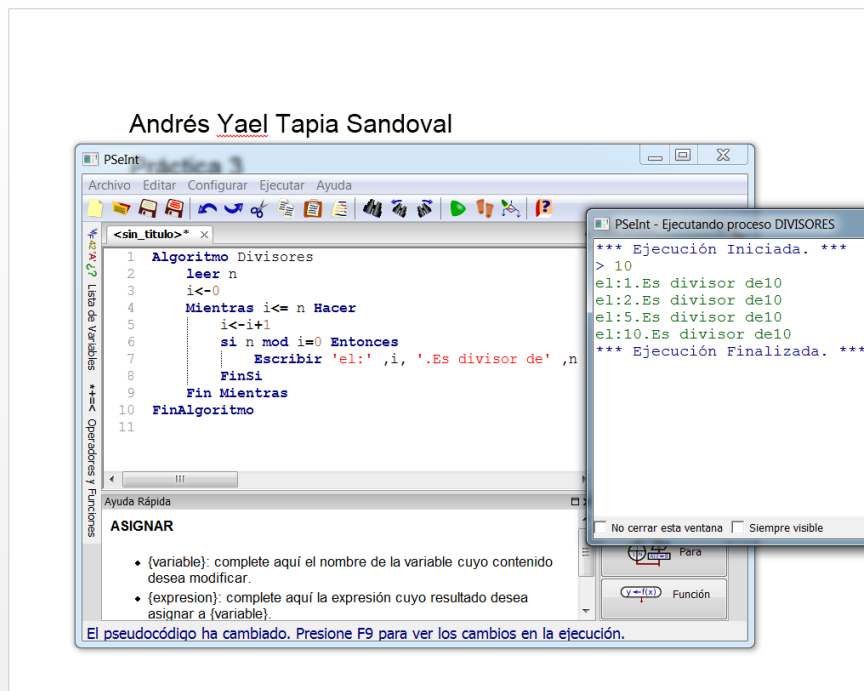 Andrés Yael Tapia Sandoval
Práctica 3
PSeInt
Archivo Editar Configurar Ejecutar Ayuda
<sin_titulo>* ×
1 Algoritmo Divisores
2 leer n
3 i<-0
4 Mientras i<= n Hacer
5 i<-i+1
6 si n mod i=0 Entonces
7 Escribir 'el:' ,i, '.Es divisor de' ,n
8 FinSi
9 Fin Mientras
10 FinAlgoritmo
11
Lista de Variables
*+=< Operadores y Funciones
Ayuda Rápida
ASIGNAR
• {variable}: complete aquí el nombre de la variable cuyo contenido
desea modificar.
• {expresion}: complete aquí la expresión cuyo resultado desea
asignar a {variable}.
El pseudocódigo ha cambiado. Presione F9 para ver los cambios en la ejecución.
PSeInt - Ejecutando proceso DIVISORES
*** Ejecución Iniciada. ***
> 10
el:1.Es divisor de10
el:2.Es divisor de10
el:5.Es divisor de10
el:10.Es divisor de10
*** Ejecución Finalizada. ***
No cerrar esta ventana Siempre visible
Para
y←f(x) Función